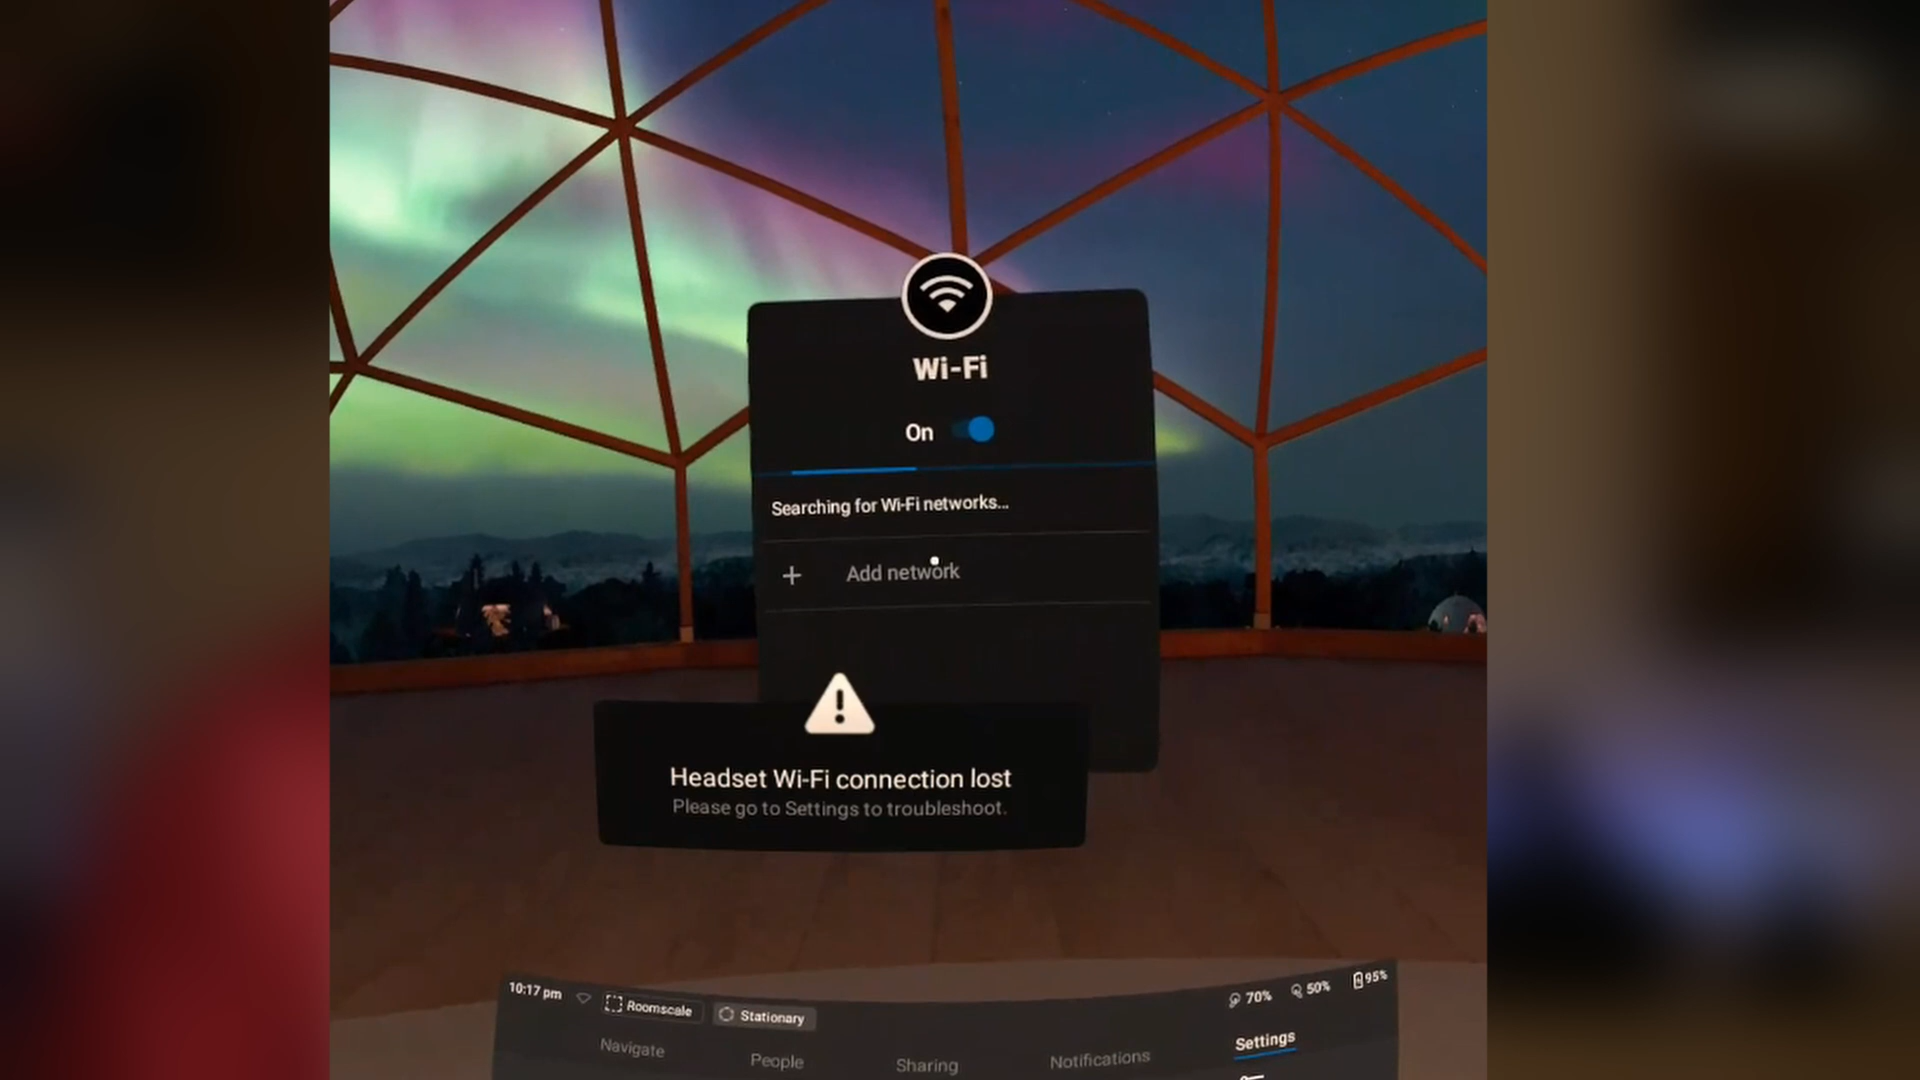 Wi-Fi
On
Searching for Wi-Fi networks...
+ Add network
Headset Wi-Fi connection lost
Please go to Settings to troubleshoot.
10:17 pm Roomscale Stationary 70% 50% 95%
Navigate People Sharing Notifications Settings